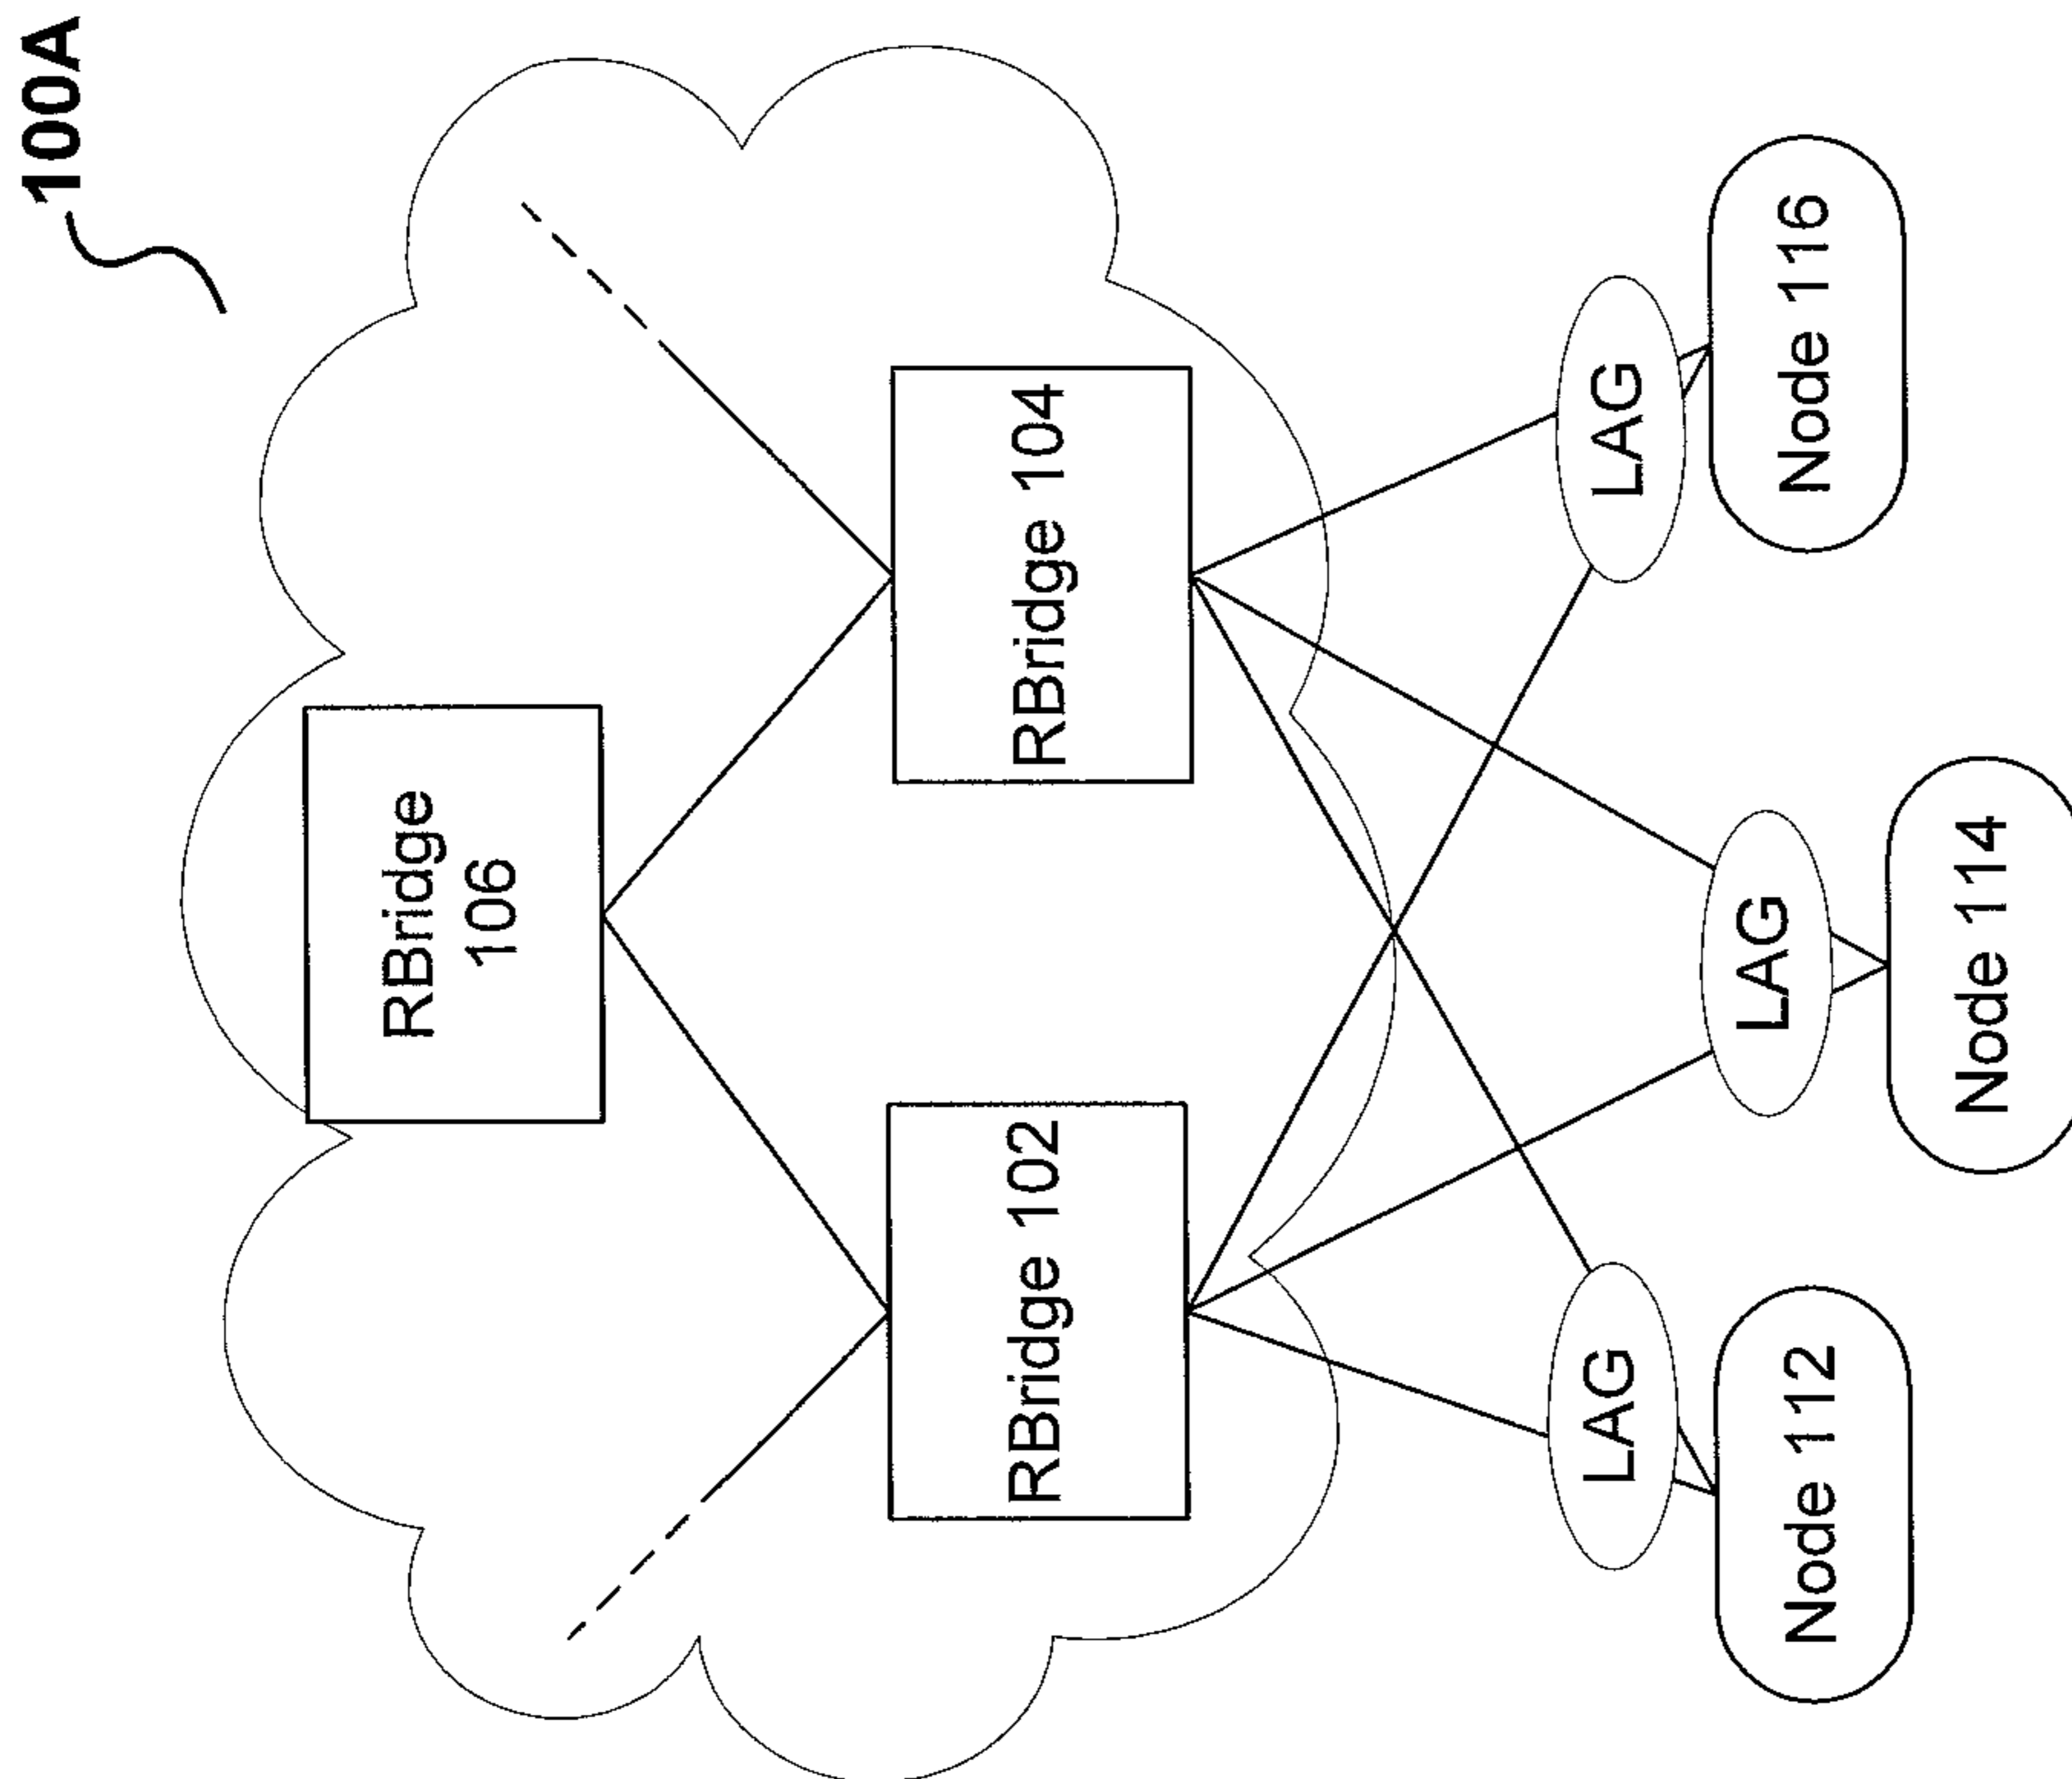 100A
RBridge
106
RBridge 102
RBridge 104
LAG
LAG
LAG
Node 112
Node 114
Node 116